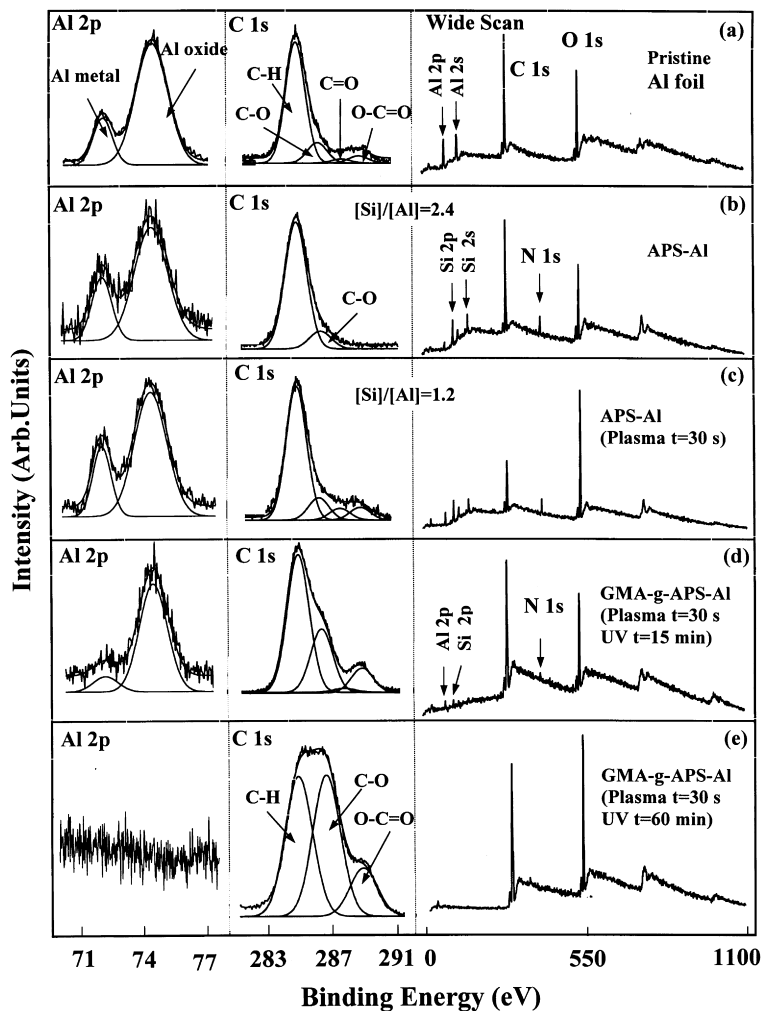 Al 2p
C 1s
Wide Scan
(a)
Al metal
Al oxide
C-H
C=O
C-O
O-C=O
Al 2p
Al 2s
C 1s
O 1s
Pristine
Al foil
Al 2p
C 1s
[Si]/[Al]=2.4
(b)
C-O
Si 2p
Si 2s
N 1s
APS-Al
Al 2p
C 1s
[Si]/[Al]=1.2
(c)
APS-Al
(Plasma t=30 s)
Al 2p
C 1s
(d)
Al 2p
Si 2p
N 1s
GMA-g-APS-Al
(Plasma t=30 s
UV t=15 min)
Al 2p
C 1s
(e)
C-H
C-O
O-C=O
GMA-g-APS-Al
(Plasma t=30 s
UV t=60 min)
Intensity (Arb.Units)
71 74 77 283 287 291 0 550 1100
Binding Energy (eV)